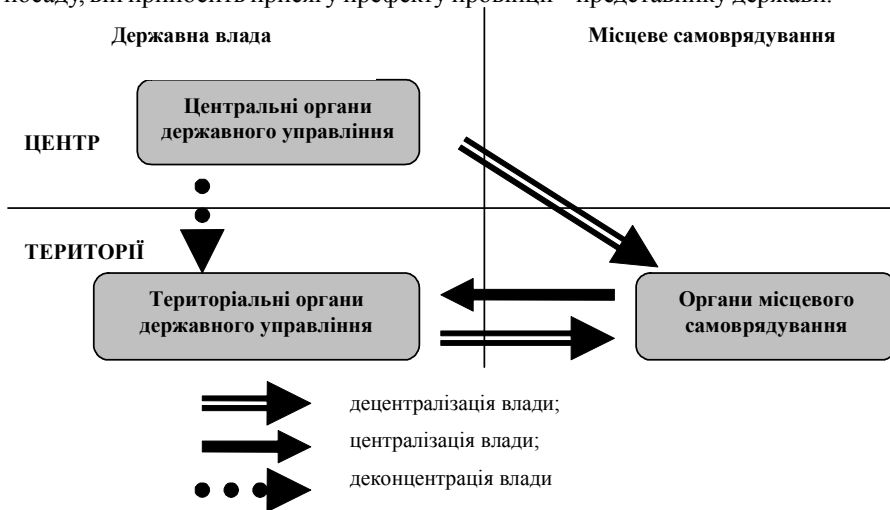 посаду, він приносить присягу префекту провінції – представнику держави.
Державна влада
Місцеве самоврядування
Центральні органи
державного управління
ЦЕНТР
ТЕРИТОРІЇ
Територіальні органи
державного управління
Органи місцевого
самоврядування
децентралізація влади;
централізація влади;
деконцентрація влади